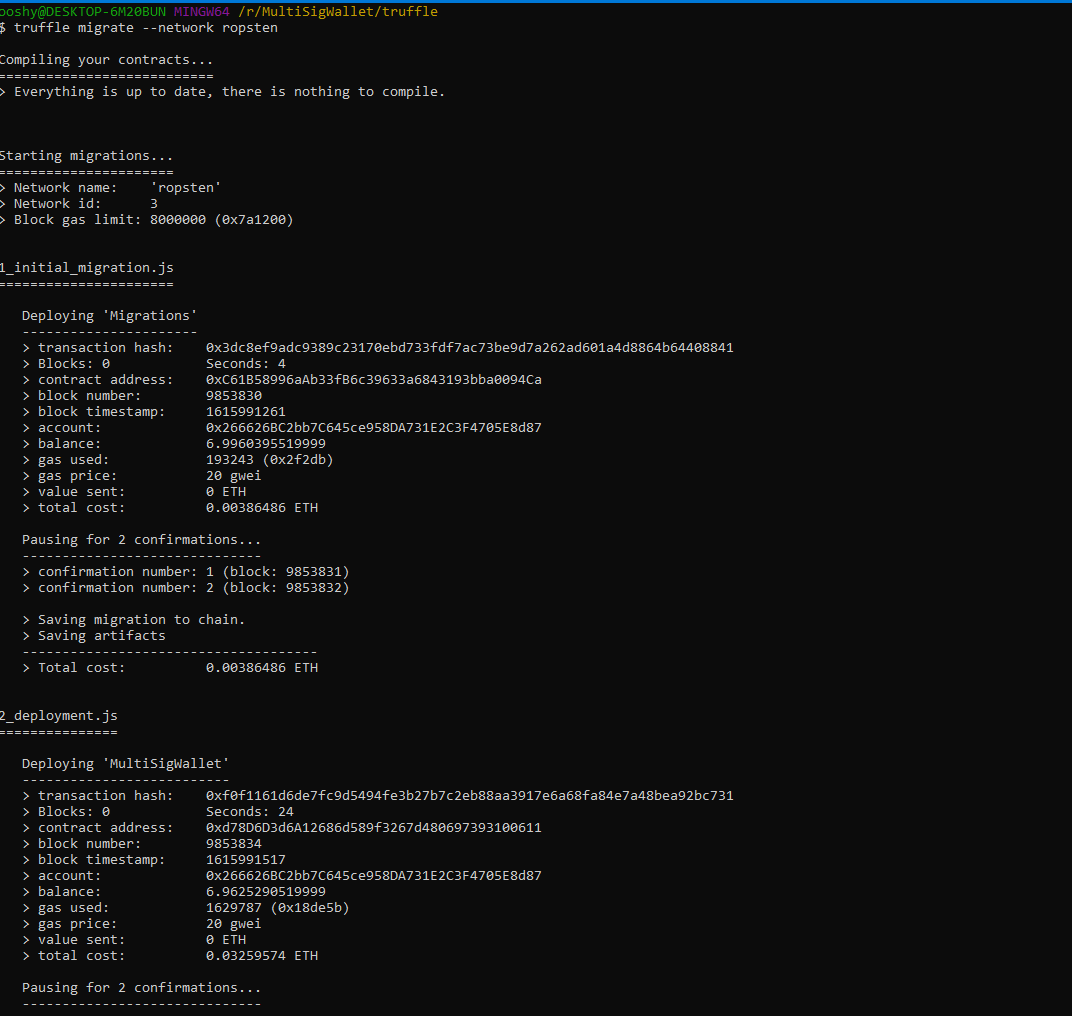 ooshy@DESKTOP-6M20BUN MINGW64 /r/MultiSigWallet/truffle
$ truffle migrate --network ropsten
Compiling your contracts...
===========================
> Everything is up to date, there is nothing to compile.
Starting migrations...
======================
> Network name:    'ropsten'
> Network id:      3
> Block gas limit: 8000000 (0x7a1200)
1_initial_migration.js
======================
   Deploying 'Migrations'
   ----------------------
   > transaction hash:    0x3dc8ef9adc9389c23170ebd733fdf7ac73be9d7a262ad601a4d8864b64408841
   > Blocks: 0            Seconds: 4
   > contract address:    0xC61B58996aAb33fB6c39633a6843193bba0094Ca
   > block number:        9853830
   > block timestamp:     1615991261
   > account:             0x266626BC2bb7C645ce958DA731E2C3F4705E8d87
   > balance:             6.9960395519999
   > gas used:            193243 (0x2f2db)
   > gas price:           20 gwei
   > value sent:          0 ETH
   > total cost:          0.00386486 ETH
   Pausing for 2 confirmations...
   ------------------------------
   > confirmation number: 1 (block: 9853831)
   > confirmation number: 2 (block: 9853832)
   > Saving migration to chain.
   > Saving artifacts
   -------------------------------------
   > Total cost:          0.00386486 ETH
2_deployment.js
===============
   Deploying 'MultiSigWallet'
   --------------------------
   > transaction hash:    0xf0f1161d6de7fc9d5494fe3b27b7c2eb88aa3917e6a68fa84e7a48bea92bc731
   > Blocks: 0            Seconds: 24
   > contract address:    0xd78D6D3d6A12686d589f3267d480697393100611
   > block number:        9853834
   > block timestamp:     1615991517
   > account:             0x266626BC2bb7C645ce958DA731E2C3F4705E8d87
   > balance:             6.9625290519999
   > gas used:            1629787 (0x18de5b)
   > gas price:           20 gwei
   > value sent:          0 ETH
   > total cost:          0.03259574 ETH
   Pausing for 2 confirmations...
   ------------------------------